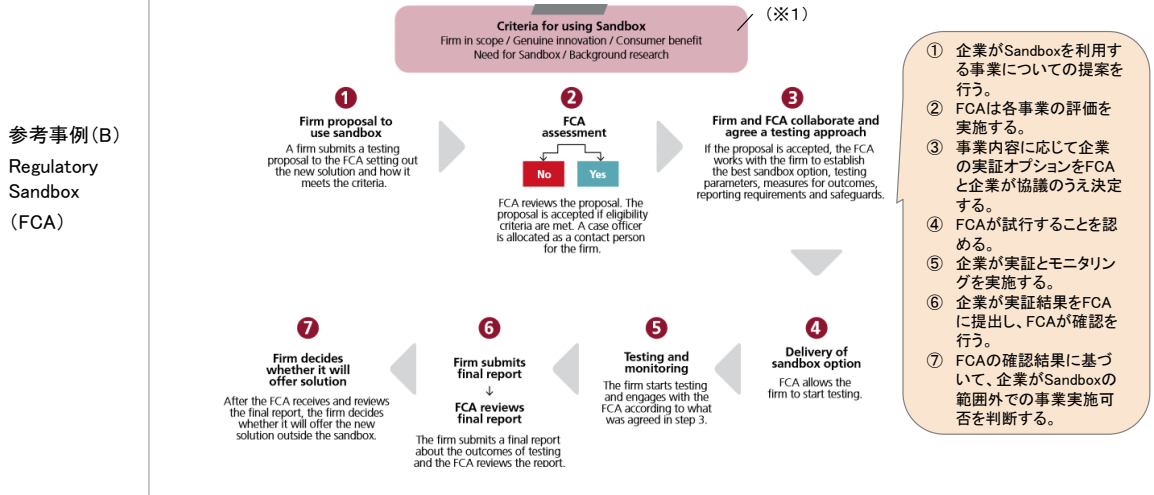 参考事例(B)
Regulatory
Sandbox
(FCA)
Criteria for using Sandbox
Firm in scope / Genuine innovation / Consumer benefit
Need for Sandbox / Background research
(※1)
1
Firm proposal to
use sandbox
A firm submits a testing
proposal to the FCA setting out
the new solution and how it
meets the criteria.
2
FCA
assessment
No
Yes
FCA reviews the proposal. The
proposal is accepted if eligibility
criteria are met. A case officer
is allocated as a contact person
for the firm.
3
Firm and FCA collaborate and
agree a testing approach
If the proposal is accepted, the FCA
works with the firm to establish
the best sandbox option, testing
parameters, measures for outcomes,
reporting requirements and safeguards.
4
Delivery of
sandbox option
FCA allows the
firm to start testing.
5
Testing and
monitoring
The firm starts testing
and engages with the
FCA according to what
was agreed in step 3.
6
Firm submits
final report
↓
FCA reviews
final report
The firm submits a final report
about the outcomes of testing
and the FCA reviews the report.
7
Firm decides
whether it will
offer solution
After the FCA receives and reviews
the final report, the firm decides
whether it will offer the new
solution outside the sandbox.
① 企業がSandboxを利用す
る事業についての提案を
行う。
② FCAは各事業の評価を
実施する。
③ 事業内容に応じて企業
の実証オプションをFCA
と企業が協議のうえ決定
する。
④ FCAが試行することを認
める。
⑤ 企業が実証とモニタリン
グを実施する。
⑥ 企業が実証結果をFCA
に提出し、FCAが確認を
行う。
⑦ FCAの確認結果に基づ
いて、企業がSandboxの
範囲外での事業実施可
否を判断する。